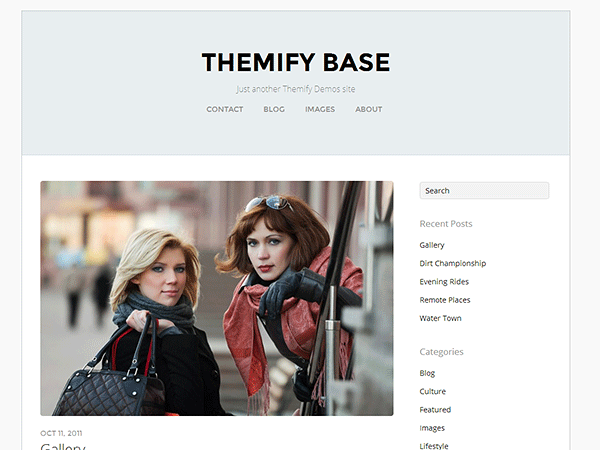 THEMIFY BASE
Just another Themify Demos site
CONTACT BLOG IMAGES ABOUT
Search
Recent Posts
Gallery
Dirt Championship
Evening Rides
Remote Places
Water Town
Categories
Blog
Culture
Featured
Images
Lifestyle
OCT 11, 2011
Gallery